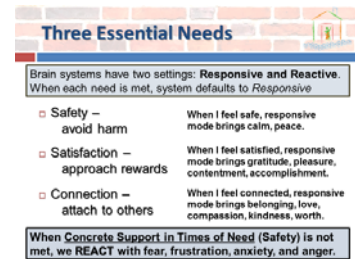 Three Essential Needs
Brain systems have two settings: Responsive and Reactive.
When each need is met, system defaults to Responsive
Safety –
avoid harm
When I feel safe, responsive
mode brings calm, peace.
Satisfaction –
approach rewards
When I feel satisfied, responsive
mode brings gratitude, pleasure,
contentment, accomplishment.
Connection –
attach to others
When I feel connected, responsive
mode brings belonging, love,
compassion, kindness, worth.
When Concrete Support in Times of Need (Safety) is not
met, we REACT with fear, frustration, anxiety, and anger.